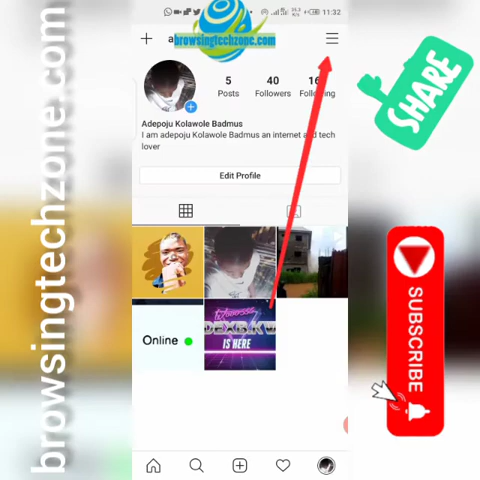 browsingtechzone.com
11:32
browsingtechzone.com
5
Posts
40
Followers
16
Following
Adepoju Kolawole Badmus
I am adepoju Kolawole Badmus an internet and tech
lover
Edit Profile
Online
IS HERE
SHARE
SUBSCRIBE